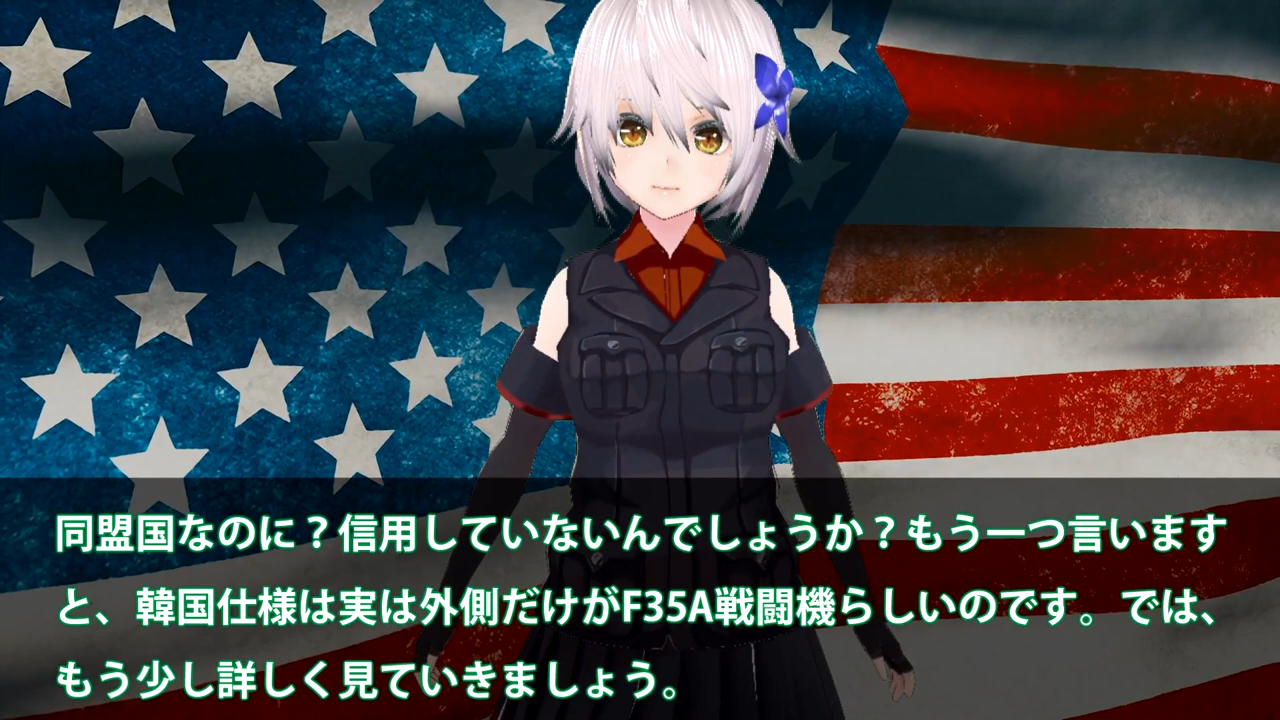 同盟国なのに？信用していないんでしょうか？もう一つ言います
と、韓国仕様は実は外側だけがF35A戦闘機らしいのです。では、
もう少し詳しく見ていきましょう。